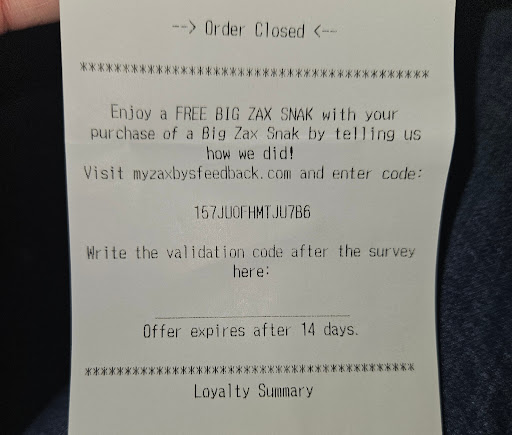 --> Order Closed <--
********************************************
Enjoy a FREE BIG ZAX SNAK with your
purchase of a Big Zax Snak by telling us
how we did!
Visit myzaxbysfeedback.com and enter code:
157JUOFHMTJU7B6
Write the validation code after the survey
here:
Offer expires after 14 days.
********************************************
Loyalty Summary